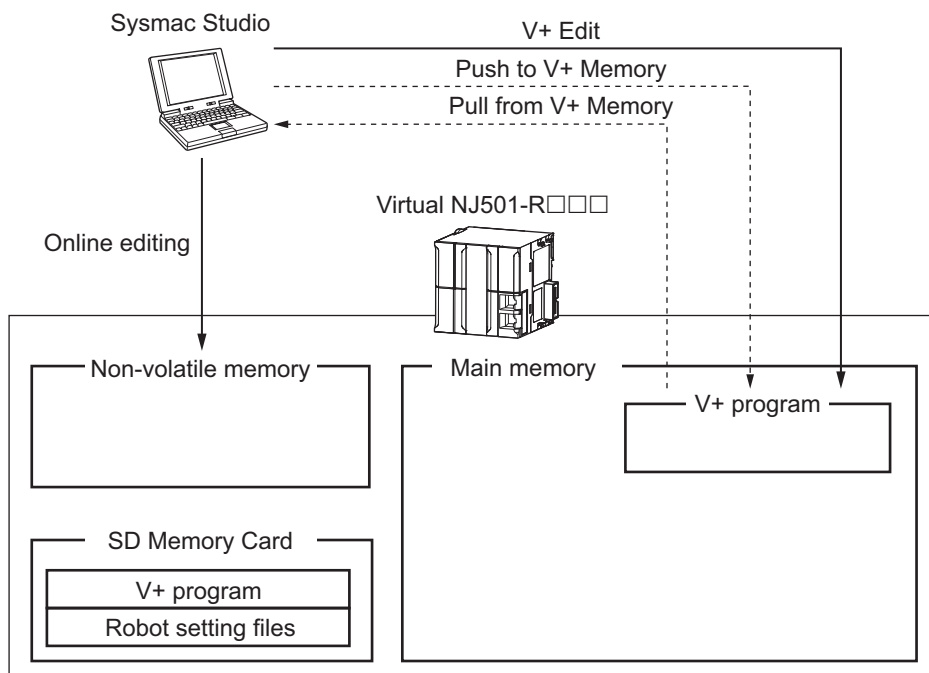 Sysmac Studio
V+ Edit
Push to V+ Memory
Pull from V+ Memory
Virtual NJ501-R□□□
Online editing
Non-volatile memory
Main memory
V+ program
SD Memory Card
V+ program
Robot setting files